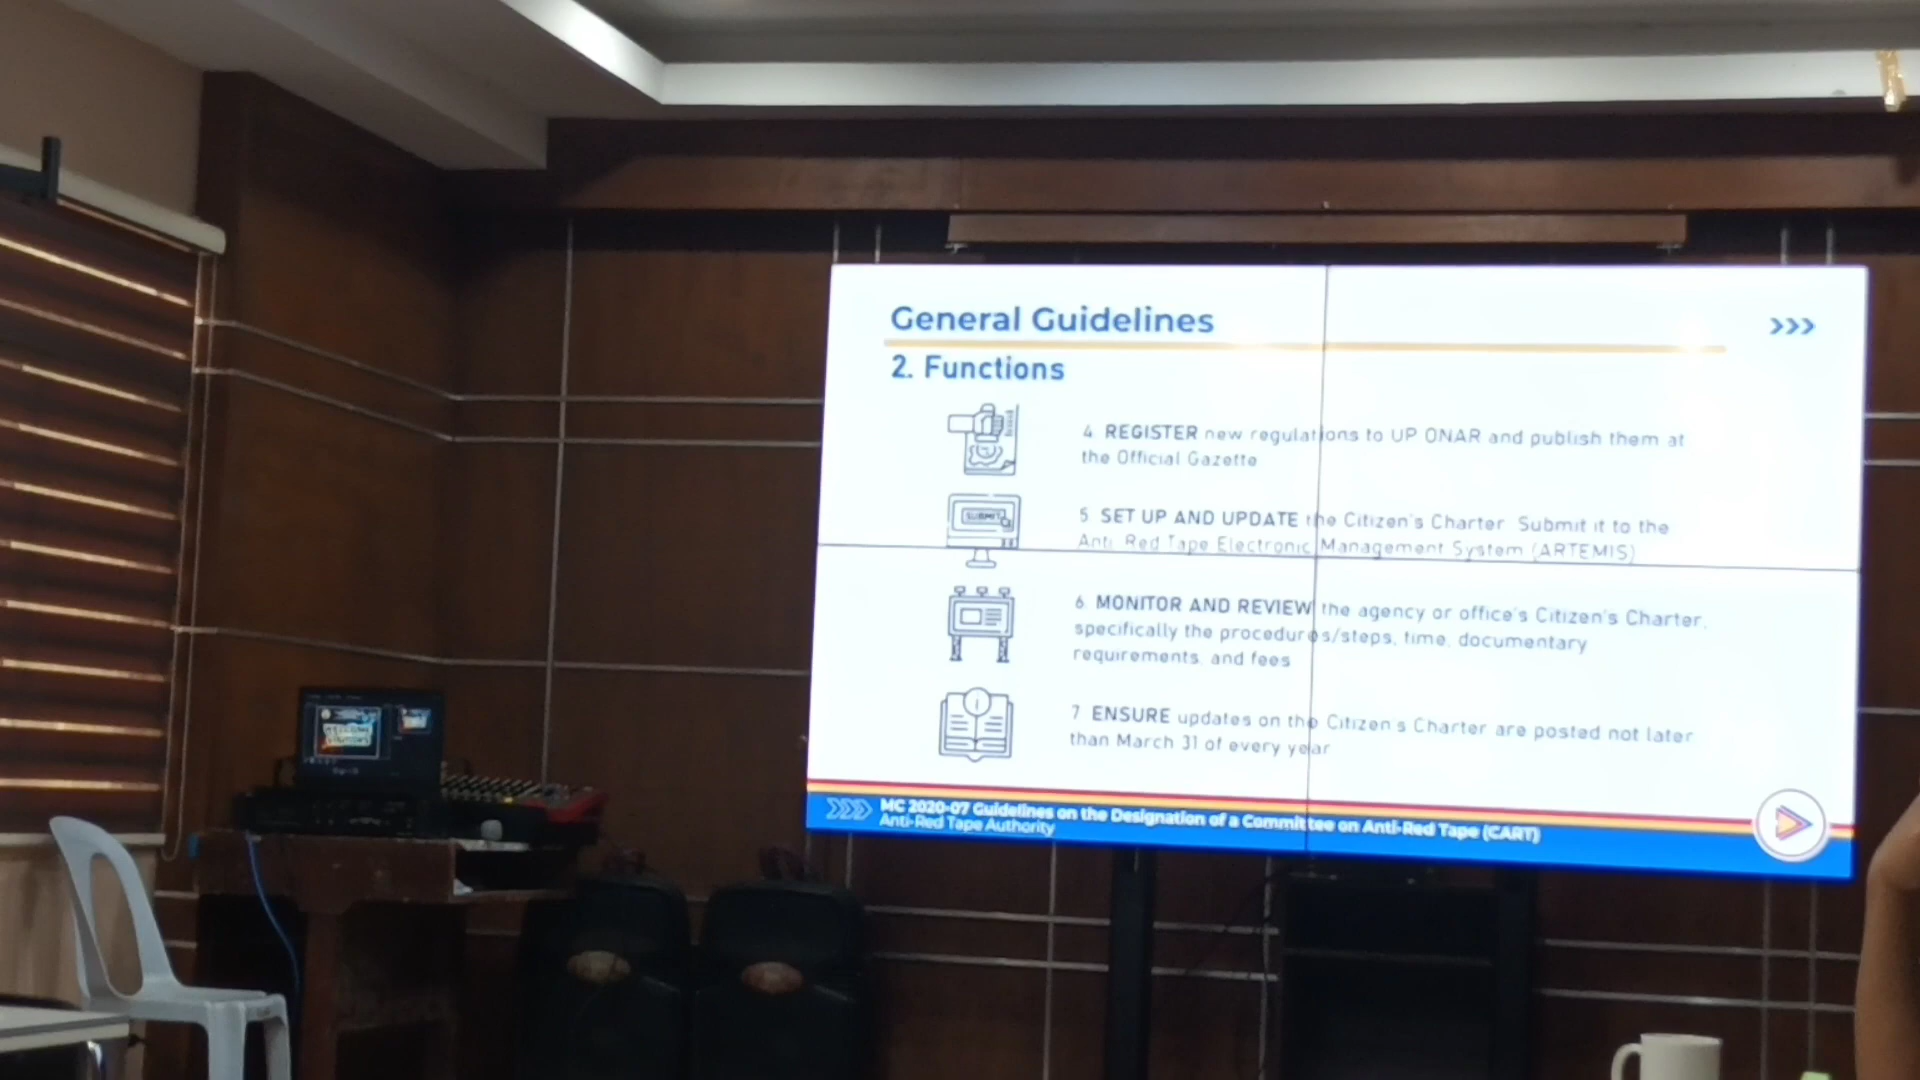 General Guidelines
2. Functions
4. REGISTER new regulations to UP ONAR and publish them at
the Official Gazette
SUBMIT
5. SET UP AND UPDATE the Citizen's Charter. Submit it to the
Anti-Red Tape Electronic Management System (ARTEMIS)
6. MONITOR AND REVIEW the agency or office's Citizen's Charter,
specifically the procedures/steps, time, documentary
requirements, and fees
7. ENSURE updates on the Citizen's Charter are posted not later
than March 31 of every year
MC 2020-07 Guidelines on the Designation of a Committee on Anti-Red Tape (CART)
Anti-Red Tape Authority